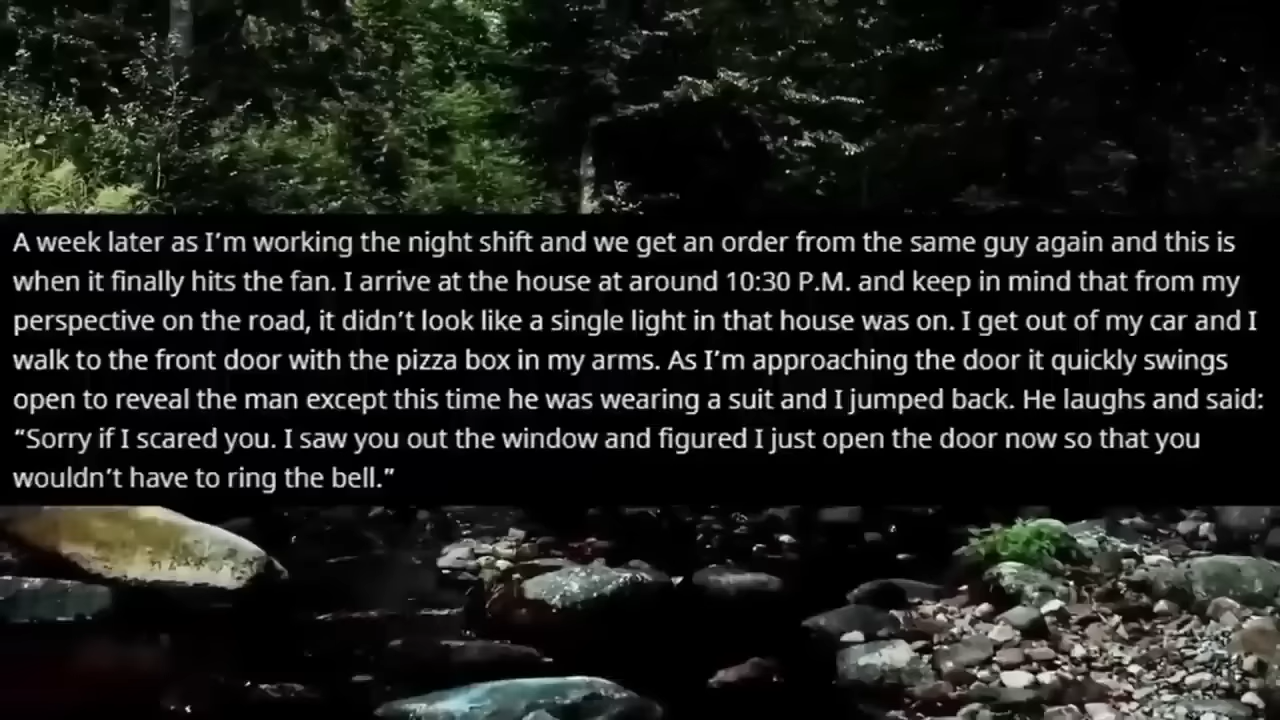 A week later as I’m working the night shift and we get an order from the same guy again and this is
when it finally hits the fan. I arrive at the house at around 10:30 P.M. and keep in mind that from my
perspective on the road, it didn’t look like a single light in that house was on. I get out of my car and I
walk to the front door with the pizza box in my arms. As I’m approaching the door it quickly swings
open to reveal the man except this time he was wearing a suit and I jumped back. He laughs and said:
“Sorry if I scared you. I saw you out the window and figured I just open the door now so that you
wouldn’t have to ring the bell.”